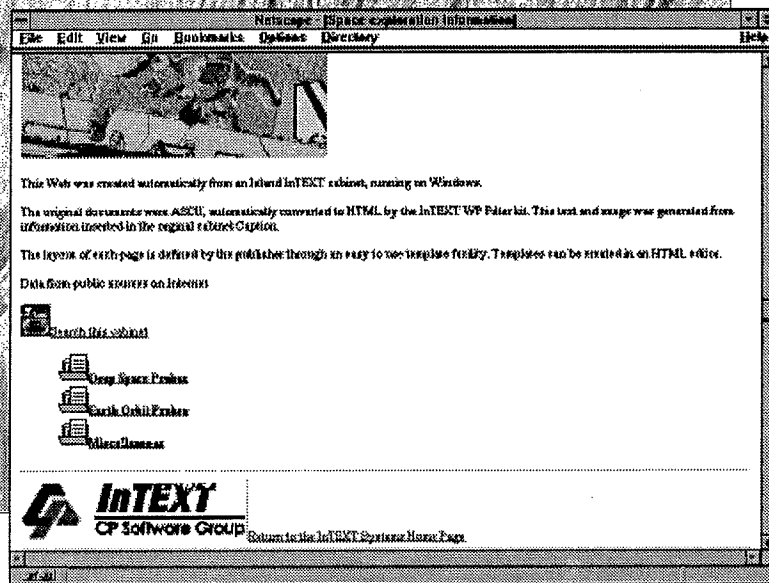 Netscape - [Space exploration information]
File Edit View Go Bookmarks Options Directory Help
This Web was created automatically from an Island InTEXT cabinet, running on Windows.
The original documents were ASCII, automatically converted to HTML by the InTEXT WP Filterkit. This text and image was generated from
information inserted in the orginal cabinet Caption.
The layout of each page is defined by the publisher through an easy to use template facility. Templates can be created in an HTML editor.
Data from public sources on Internet
Search this cabinet
Deep Space Probes
Earth Orbit Probes
Miscellaneous
InTEXT
CP Software Group
Return to the InTEXT Systems Home Page